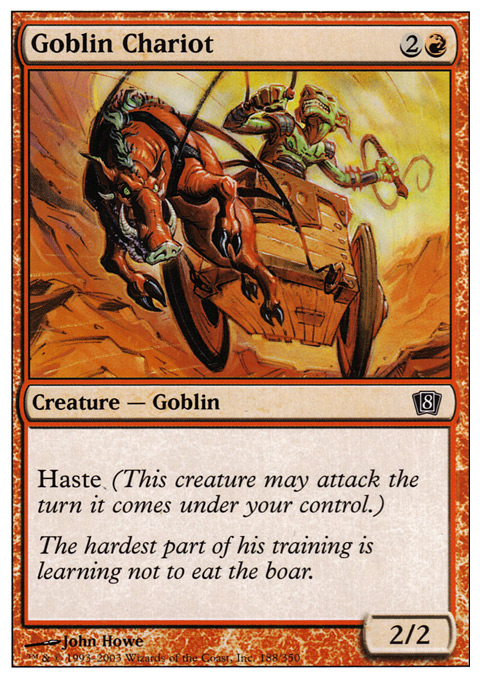 Goblin Chariot 2
Creature — Goblin 8
Haste (This creature may attack the
turn it comes under your control.)
The hardest part of his training is
learning not to eat the boar.
2/2
John Howe
™ & © 1993–2003 Wizards of the Coast, Inc. 188/350